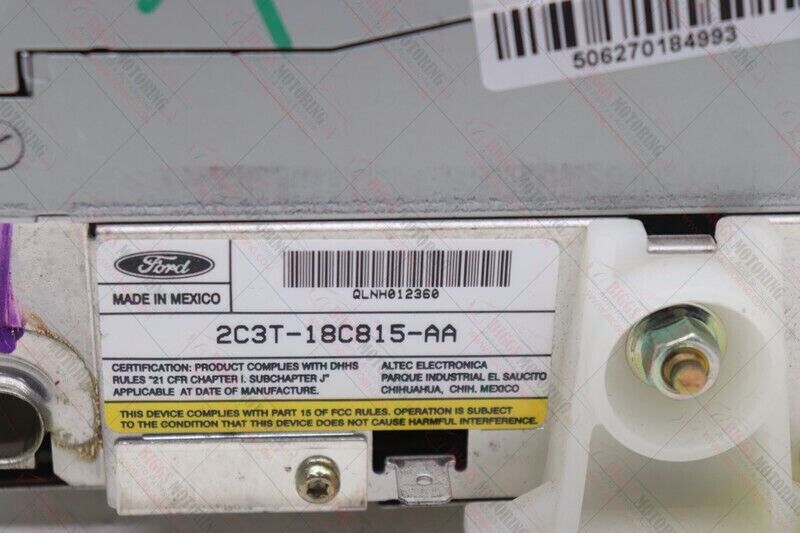 506270184993
Ford
MADE IN MEXICO
QLNH012360
2C3T-18C815-AA
CERTIFICATION: PRODUCT COMPLIES WITH DHHS
RULES "21 CFR CHAPTER I. SUBCHAPTER J"
APPLICABLE AT DATE OF MANUFACTURE.
ALTEC ELECTRONICA
PARQUE INDUSTRIAL EL SAUCITO
CHIHUAHUA, CHIH. MEXICO
THIS DEVICE COMPLIES WITH PART 15 OF FCC RULES. OPERATION IS SUBJECT
TO THE CONDITION THAT THIS DEVICE DOES NOT CAUSE HARMFUL INTERFERENCE.